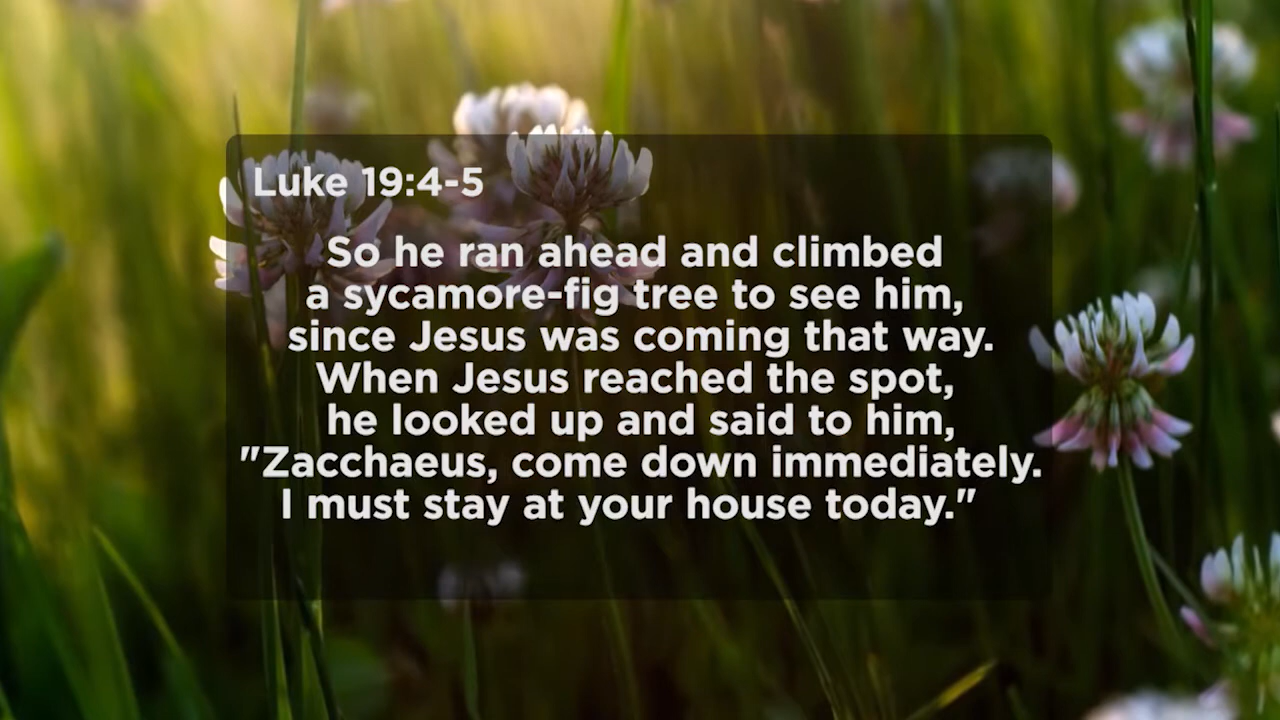 Luke 19:4-5
So he ran ahead and climbed
a sycamore-fig tree to see him,
since Jesus was coming that way.
When Jesus reached the spot,
he looked up and said to him,
"Zacchaeus, come down immediately.
I must stay at your house today."